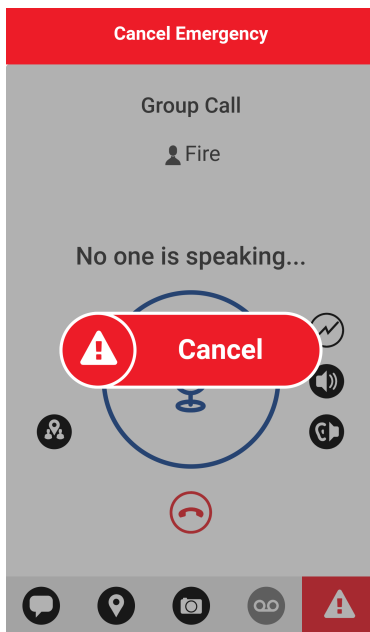 Cancel Emergency
Group Call
Fire
No one is speaking...
Cancel